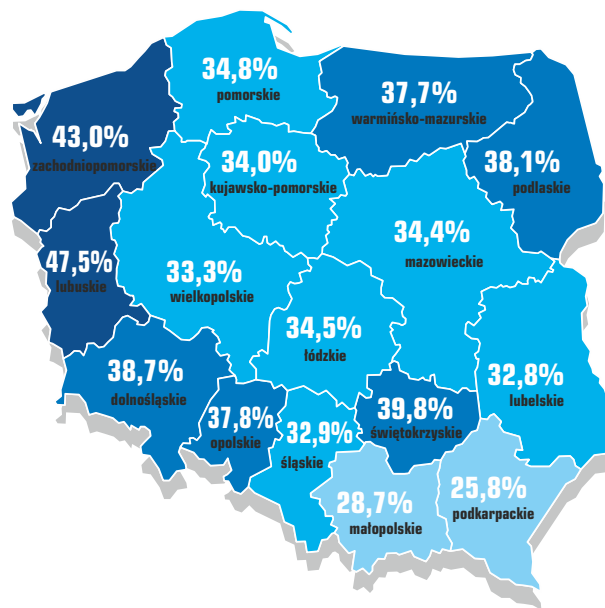 34,8%
pomorskie
37,7%
warmińsko-mazurskie
43,0%
zachodniopomorskie
34,0%
kujawsko-pomorskie
38,1%
podlaskie
34,4%
mazowieckie
47,5%
lubuskie
33,3%
wielkopolskie
34,5%
łódzkie
38,7%
dolnośląskie
32,8%
lubelskie
37,8%
opolskie
32,9%
śląskie
39,8%
świętokrzyskie
28,7%
małopolskie
25,8%
podkarpackie